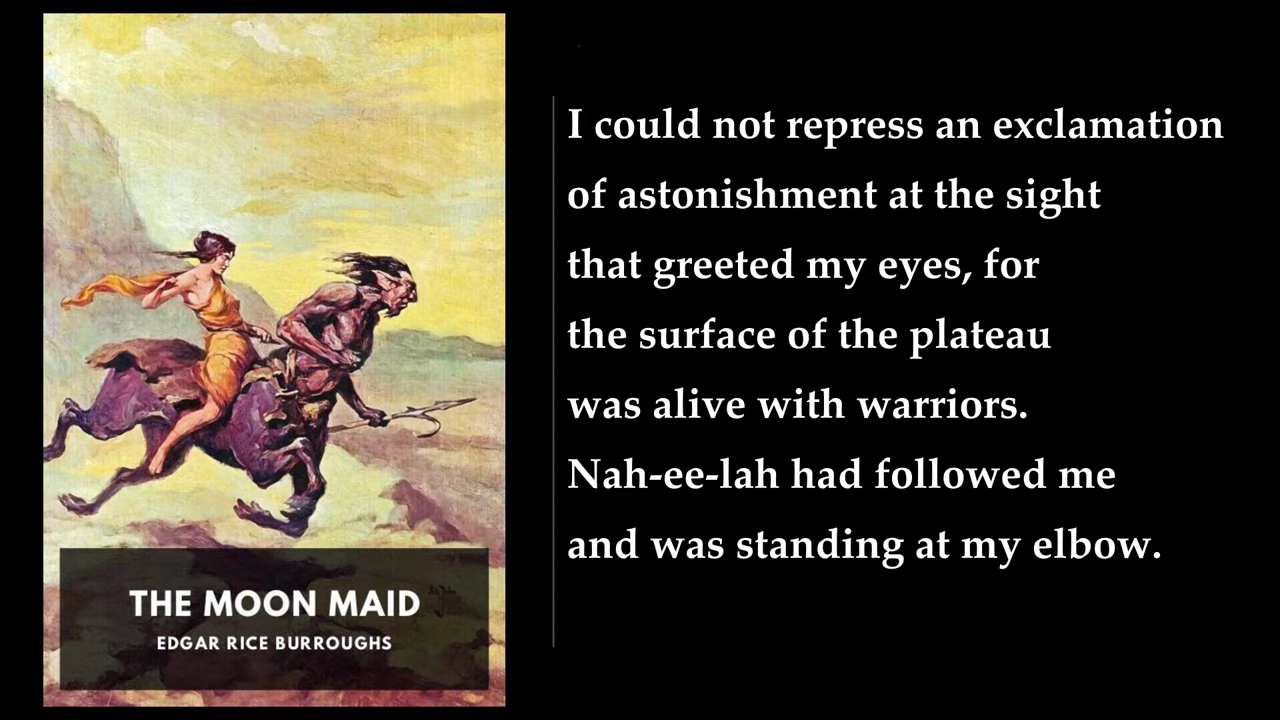 THE MOON MAID
EDGAR RICE BURROUGHS
I could not repress an exclamation
of astonishment at the sight
that greeted my eyes, for
the surface of the plateau
was alive with warriors.
Nah-ee-lah had followed me
and was standing at my elbow.